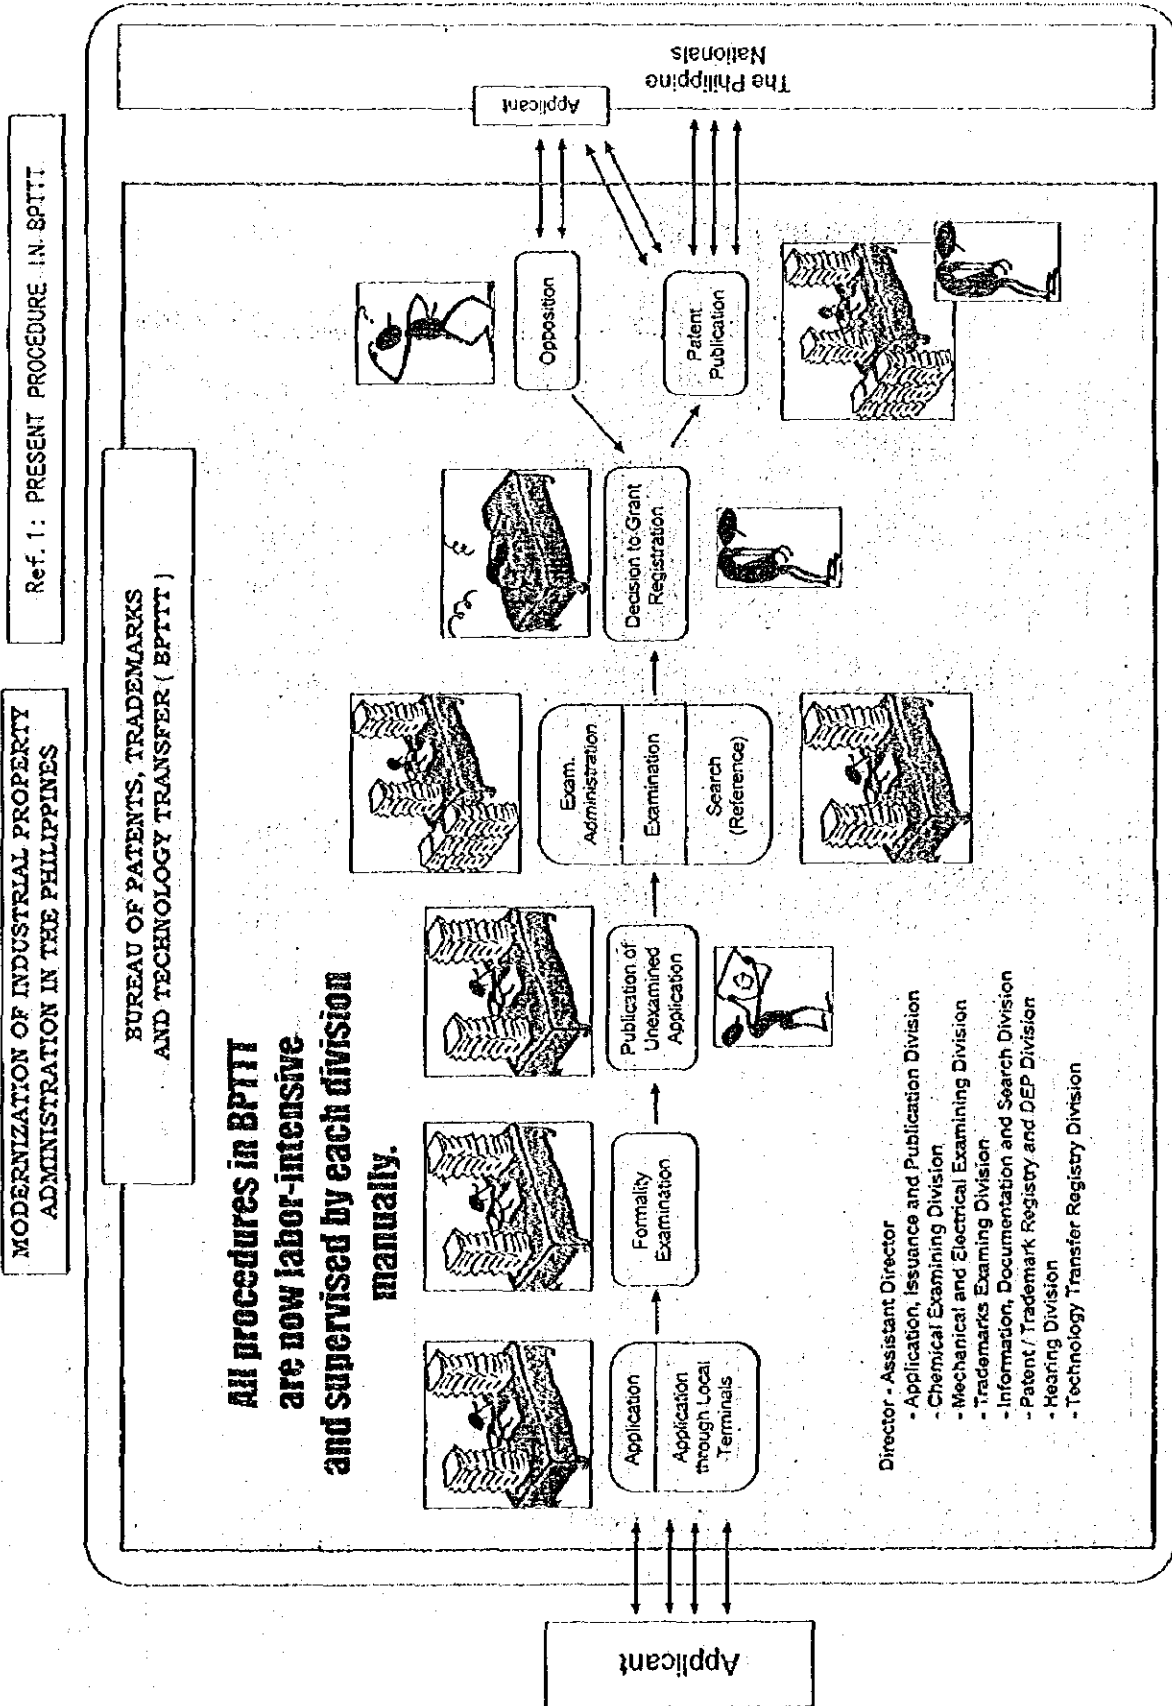 MODERNIZATION OF INDUSTRIAL PROPERTY
ADMINISTRATION IN THE PHILIPPINES
Ref. 1: PRESENT PROCEDURE IN BPTTT
BUREAU OF PATENTS, TRADEMARKS
AND TECHNOLOGY TRANSFER ( BPTTT )
All procedures in BPTTT
are now labor-intensive
and supervised by each division
manually.
Applicant
Application
Application
through Local
Terminals
Formality
Examination
Publication of
Unexamined
Application
Exam.
Administration
Examination
Search
(Reference)
Decision to Grant
Registration
Opposition
Patent
Publication
Applicant
The Philippine
Nationals
Director - Assistant Director
- Application, Issuance and Publication Division
- Chemical Examining Division
- Mechanical and Electrical Examining Division
- Trademarks Examing Division
- Information, Documentation and Search Division
- Patent / Trademark Registry and DEP Division
- Hearing Division
- Technology Transfer Registry Division